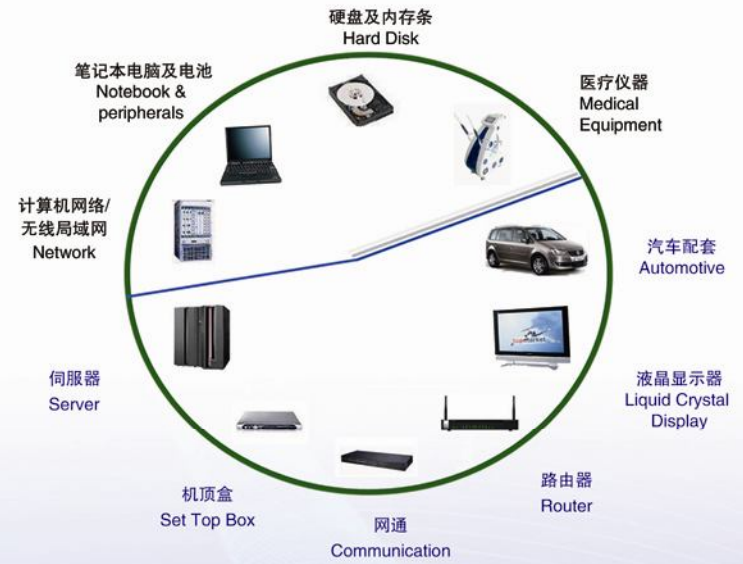 硬盘及内存条
Hard Disk
笔记本电脑及电池
Notebook &
peripherals
医疗仪器
Medical
Equipment
计算机网络/
无线局域网
Network
汽车配套
Automotive
伺服器
Server
液晶显示器
Liquid Crystal
Display
机顶盒
Set Top Box
路由器
Router
网通
Communication